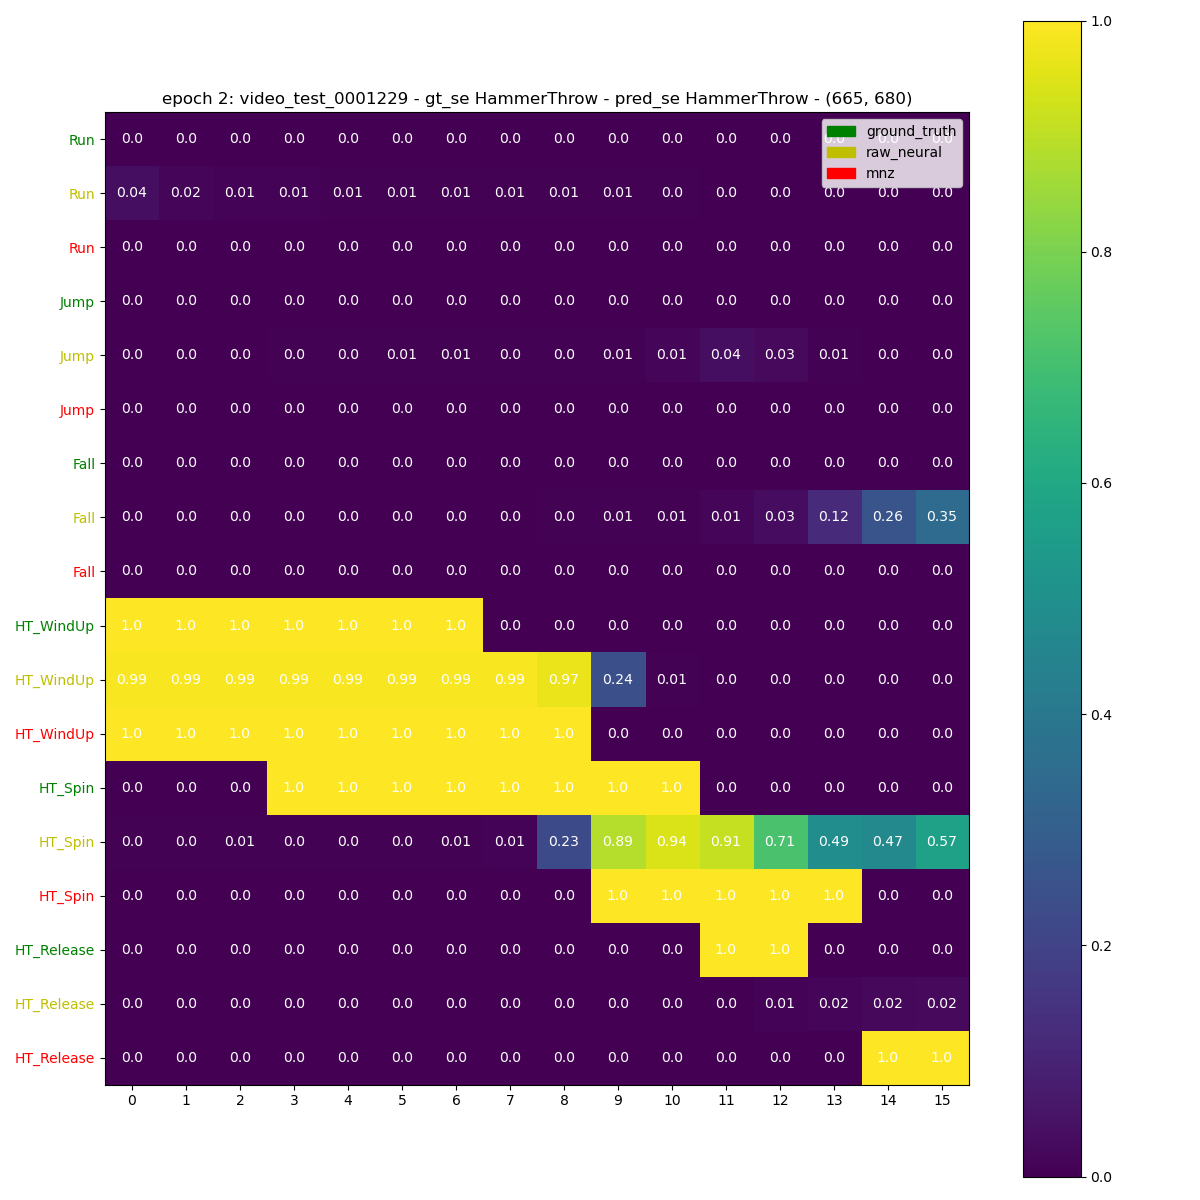 epoch 2: video_test_0001229 - gt_se HammerThrow - pred_se HammerThrow - (665, 680)
ground_truth
raw_neural
mnz
Run 0.0 0.0 0.0 0.0 0.0 0.0 0.0 0.0 0.0 0.0 0.0 0.0 0.0 0.0 0.0 0.0
Run 0.04 0.02 0.01 0.01 0.01 0.01 0.01 0.01 0.01 0.01 0.0 0.0 0.0 0.0 0.0 0.0
Run 0.0 0.0 0.0 0.0 0.0 0.0 0.0 0.0 0.0 0.0 0.0 0.0 0.0 0.0 0.0 0.0
Jump 0.0 0.0 0.0 0.0 0.0 0.0 0.0 0.0 0.0 0.0 0.0 0.0 0.0 0.0 0.0 0.0
Jump 0.0 0.0 0.0 0.0 0.0 0.01 0.01 0.0 0.0 0.01 0.01 0.04 0.03 0.01 0.0 0.0
Jump 0.0 0.0 0.0 0.0 0.0 0.0 0.0 0.0 0.0 0.0 0.0 0.0 0.0 0.0 0.0 0.0
Fall 0.0 0.0 0.0 0.0 0.0 0.0 0.0 0.0 0.0 0.0 0.0 0.0 0.0 0.0 0.0 0.0
Fall 0.0 0.0 0.0 0.0 0.0 0.0 0.0 0.0 0.0 0.01 0.01 0.01 0.03 0.12 0.26 0.35
Fall 0.0 0.0 0.0 0.0 0.0 0.0 0.0 0.0 0.0 0.0 0.0 0.0 0.0 0.0 0.0 0.0
HT_WindUp 1.0 1.0 1.0 1.0 1.0 1.0 1.0 0.0 0.0 0.0 0.0 0.0 0.0 0.0 0.0 0.0
HT_WindUp 0.99 0.99 0.99 0.99 0.99 0.99 0.99 0.99 0.97 0.24 0.01 0.0 0.0 0.0 0.0 0.0
HT_WindUp 1.0 1.0 1.0 1.0 1.0 1.0 1.0 1.0 1.0 0.0 0.0 0.0 0.0 0.0 0.0 0.0
HT_Spin 0.0 0.0 0.0 1.0 1.0 1.0 1.0 1.0 1.0 1.0 1.0 0.0 0.0 0.0 0.0 0.0
HT_Spin 0.0 0.0 0.01 0.0 0.0 0.0 0.01 0.01 0.23 0.89 0.94 0.91 0.71 0.49 0.47 0.57
HT_Spin 0.0 0.0 0.0 0.0 0.0 0.0 0.0 0.0 0.0 1.0 1.0 1.0 1.0 1.0 0.0 0.0
HT_Release 0.0 0.0 0.0 0.0 0.0 0.0 0.0 0.0 0.0 0.0 0.0 1.0 1.0 0.0 0.0 0.0
HT_Release 0.0 0.0 0.0 0.0 0.0 0.0 0.0 0.0 0.0 0.0 0.0 0.0 0.01 0.02 0.02 0.02
HT_Release 0.0 0.0 0.0 0.0 0.0 0.0 0.0 0.0 0.0 0.0 0.0 0.0 0.0 0.0 1.0 1.0
0 1 2 3 4 5 6 7 8 9 10 11 12 13 14 15
1.0
0.8
0.6
0.4
0.2
0.0